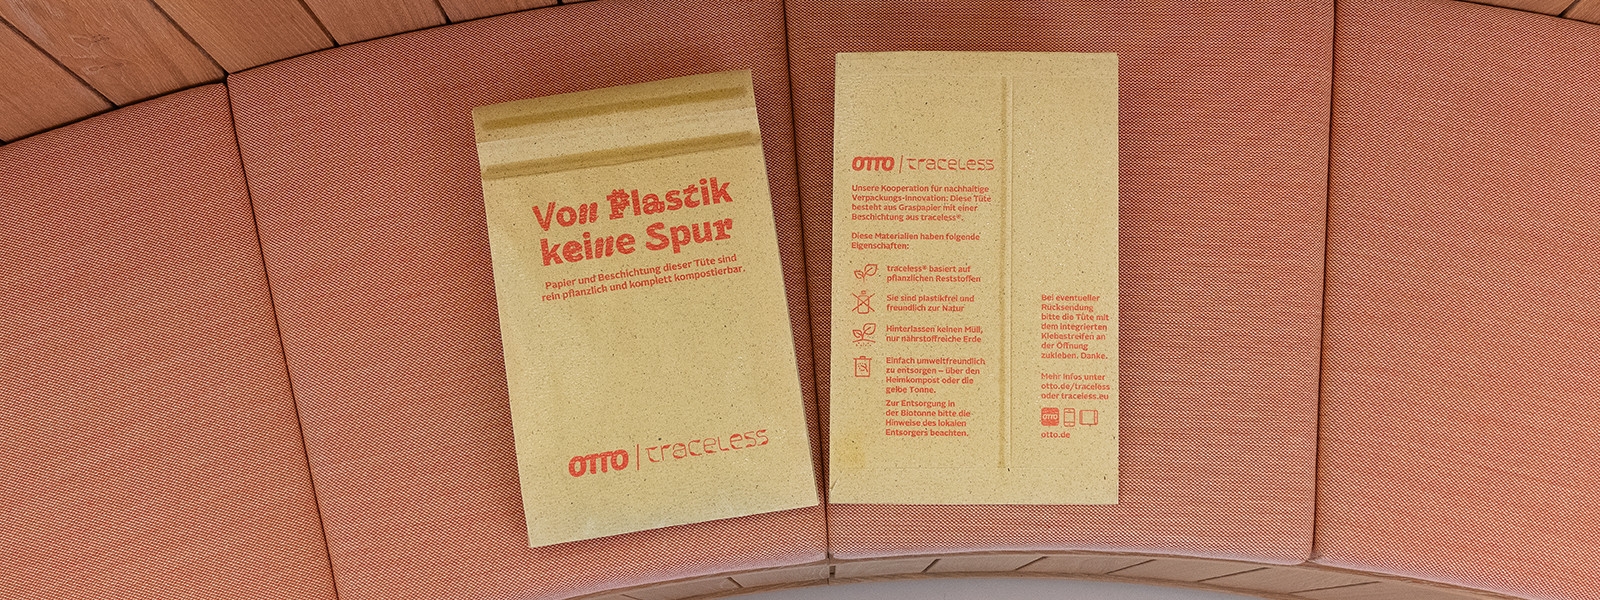 Von Plastik
keine Spur
Papier und Beschichtung dieser Tüte sind
rein pflanzlich und komplett kompostierbar.
OTTO | traceless
OTTO | traceless
Unsere Kooperation für nachhaltige
Verpackungs-Innovation: Diese Tüte
besteht aus Graspapier mit einer
Beschichtung aus traceless®.
Diese Materialien haben folgende
Eigenschaften:
traceless® basiert auf
pflanzlichen Reststoffen
Sie sind plastikfrei und
freundlich zur Natur
Hinterlassen keinen Müll,
nur nährstoffreiche Erde
Einfach umweltfreundlich
zu entsorgen – über den
Heimkompost oder die
gelbe Tonne.
Zur Entsorgung in
der Biotonne bitte die
Hinweise des lokalen
Entsorgers beachten.
Bei eventueller
Rücksendung
bitte die Tüte mit
dem integrierten
Klebestreifen an
der Öffnung
zukleben. Danke.
Mehr Infos unter
otto.de/traceless
oder traceless.eu
OTTO
otto.de